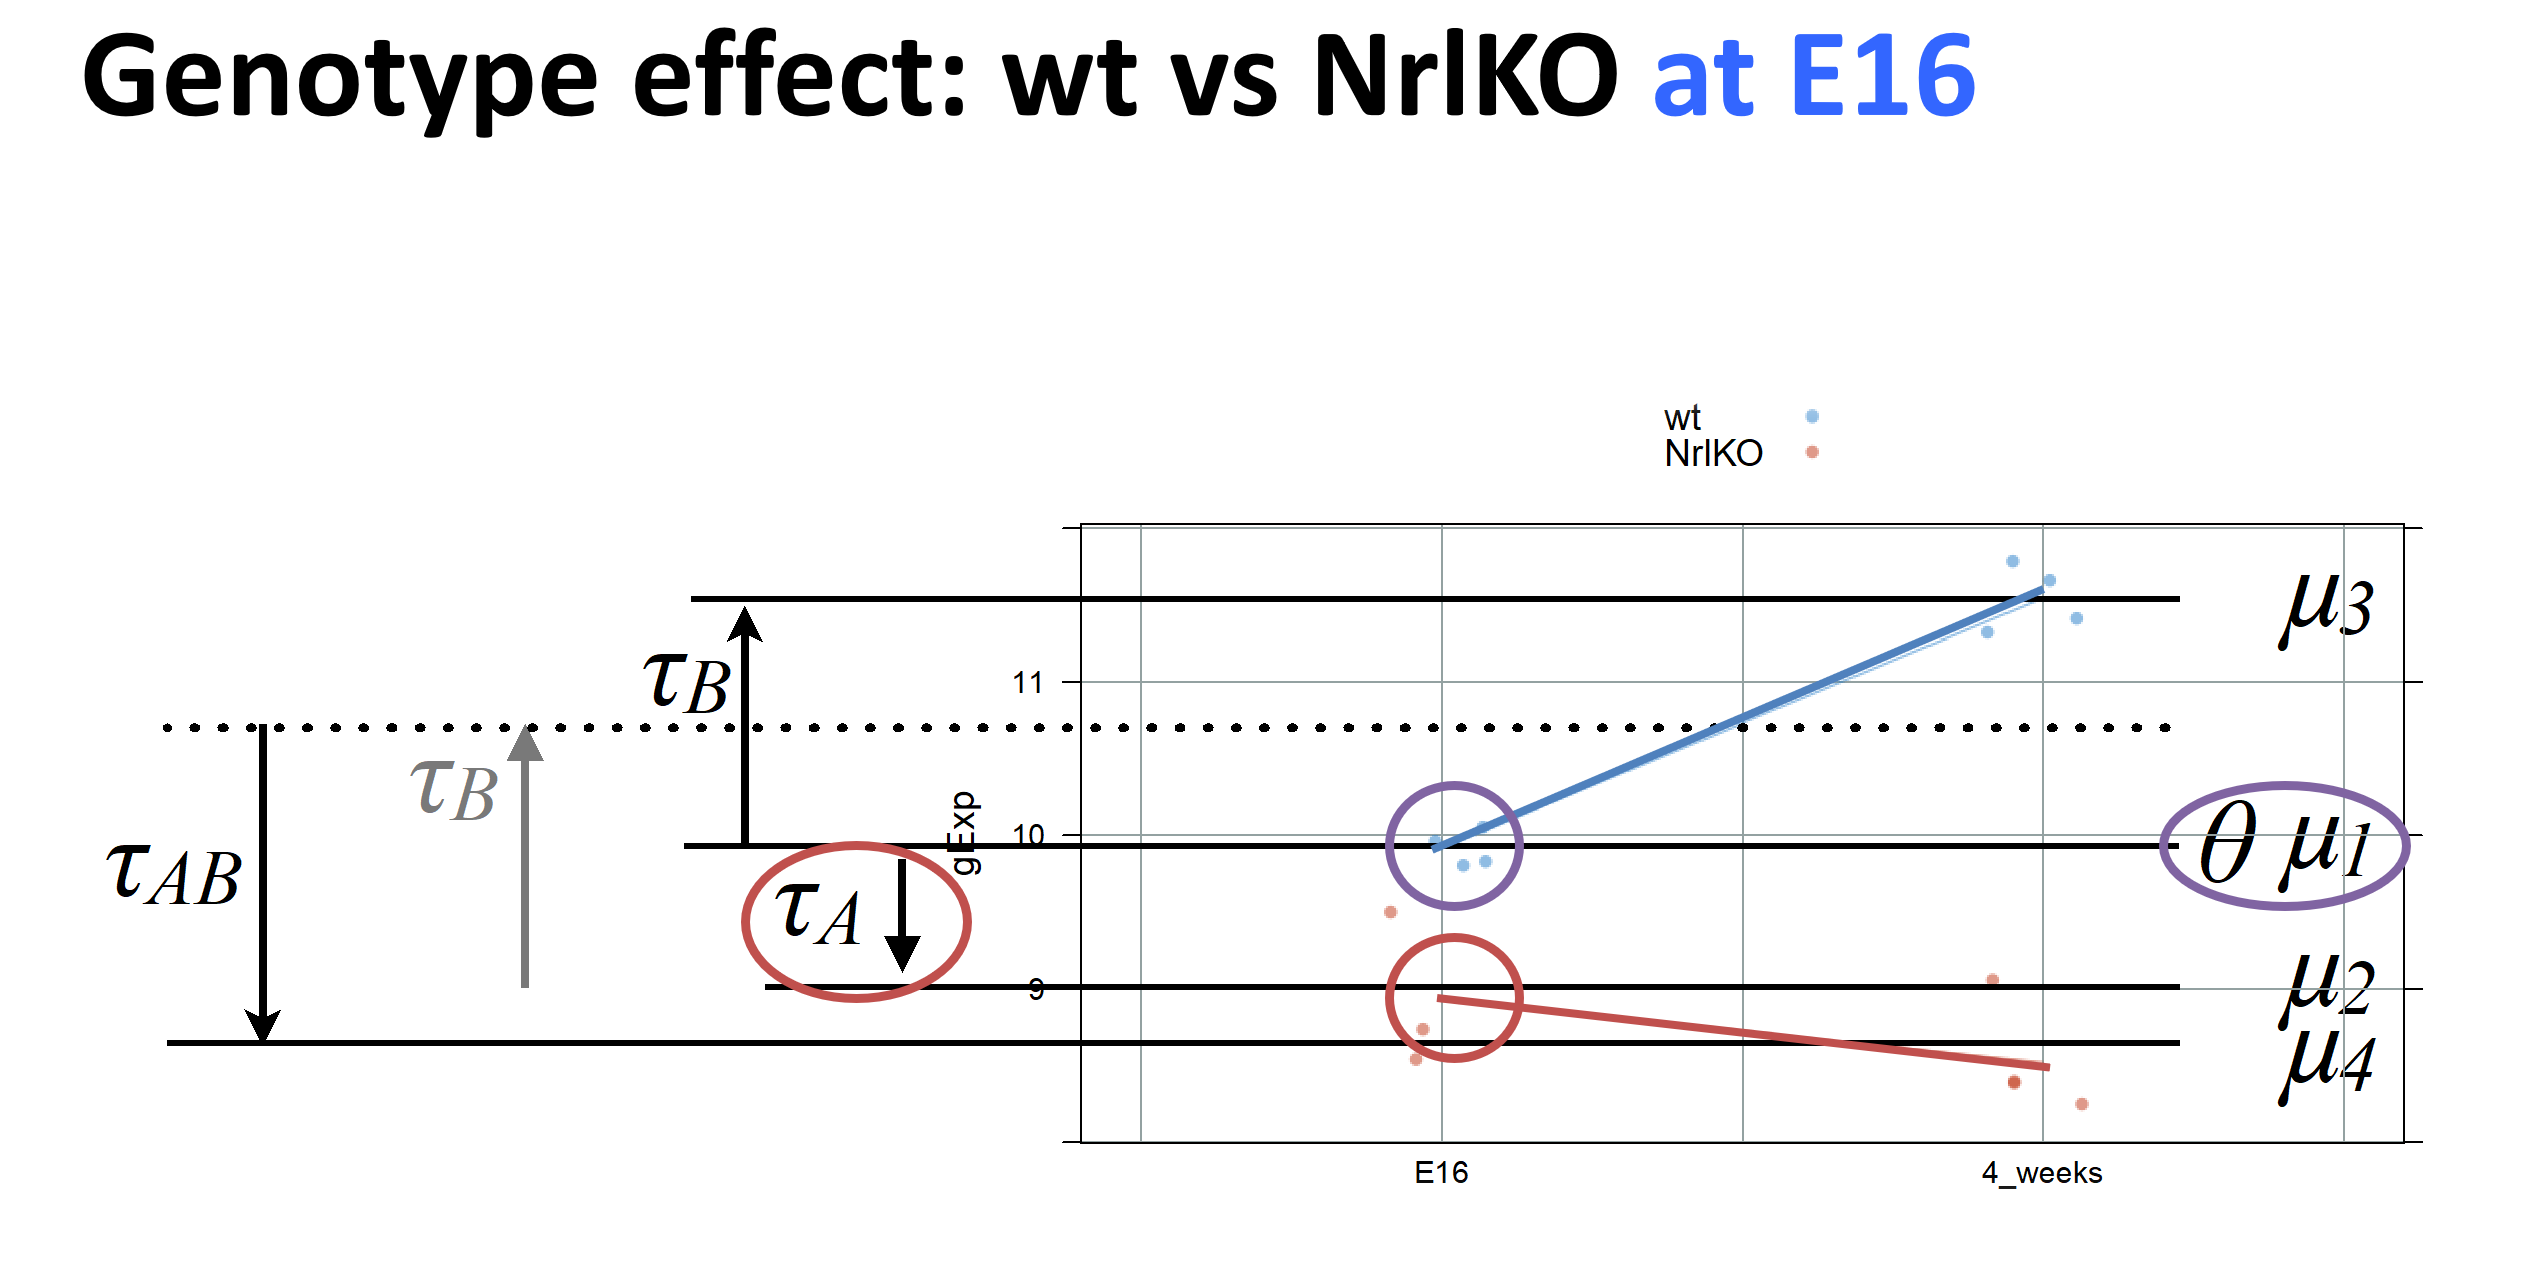 Genotype effect: wt vs NrlKO at E16
wt
NrlKO
μ3
τB
11
τB
gExp
10
θ μ1
τAB
τA
9
μ2
μ4
E16
4_weeks